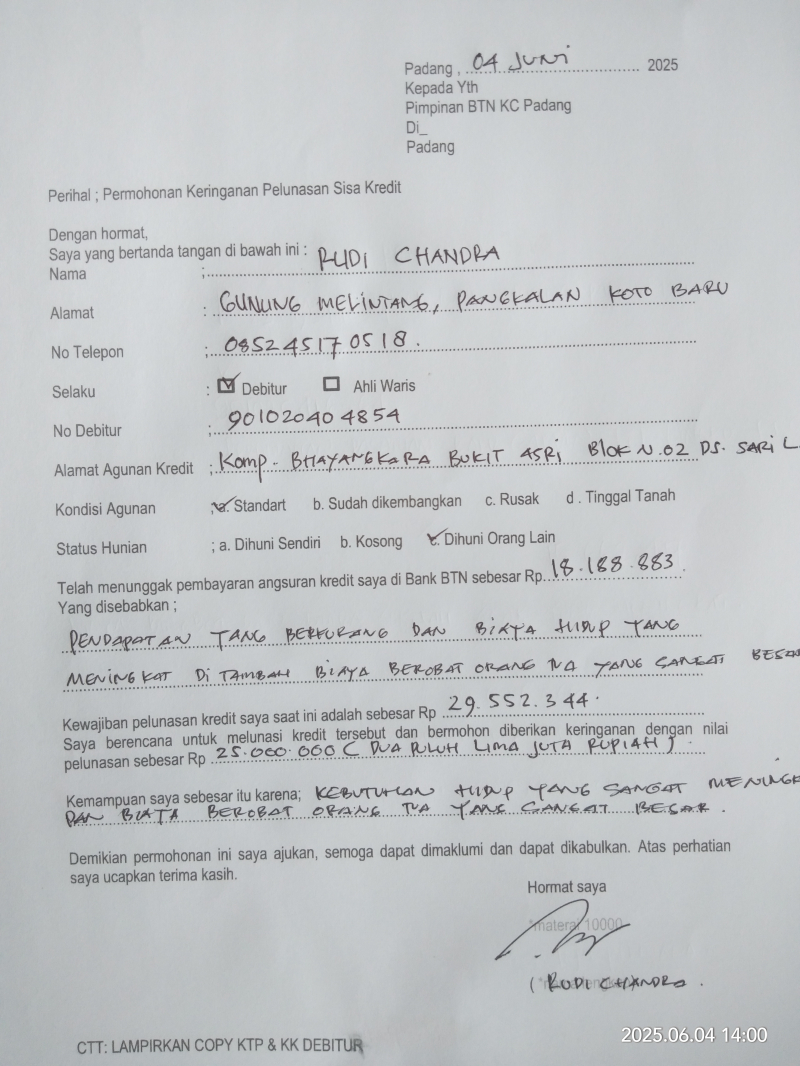 Padang , 04 JUNI 2025
Kepada Yth
Pimpinan BTN KC Padang
Di_
Padang
Perihal ; Permohonan Keringanan Pelunasan Sisa Kredit
Dengan hormat,
Saya yang bertanda tangan di bawah ini :
Nama ; RUDI CHANDRA
Alamat : GUNUNG MELINTANG, PANGKALAN KOTO BARU
No Telepon ; 085245170518.
Selaku : Debitur Ahli Waris
No Debitur ; 901020404854
Alamat Agunan Kredit ; Komp. BHAYANGKARA BUKIT ASRI Blok N.02 DS. SARI L
Kondisi Agunan ; a. Standart b. Sudah dikembangkan c. Rusak d . Tinggal Tanah
Status Hunian ; a. Dihuni Sendiri b. Kosong c. Dihuni Orang Lain
Telah menunggak pembayaran angsuran kredit saya di Bank BTN sebesar Rp. 18.188.883.
Yang disebabkan ;
PENDAPATAN YANG BERKURANG DAN BIAYA HIDUP YANG
MENINGKAT DI TAMBAH BIAYA BEROBAT ORANG TUA YANG SANGAT BESAR
Kewajiban pelunasan kredit saya saat ini adalah sebesar Rp 29.552.344.
Saya berencana untuk melunasi kredit tersebut dan bermohon diberikan keringanan dengan nilai
pelunasan sebesar Rp 25.000.000 ( DUA PULUH LIMA JUTA RUPIAH ).
Kemampuan saya sebesar itu karena; KEBUTUHAN HIDUP YANG SANGAT MENINGK
DAN BIAYA BEROBAT ORANG TUA YANG SANGAT BESAR.
Demikian permohonan ini saya ajukan, semoga dapat dimaklumi dan dapat dikabulkan. Atas perhatian
saya ucapkan terima kasih.
Hormat saya
*materai 10000
( RUDI CHANDRA .
CTT: LAMPIRKAN COPY KTP & KK DEBITUR
2025.06.04 14:00